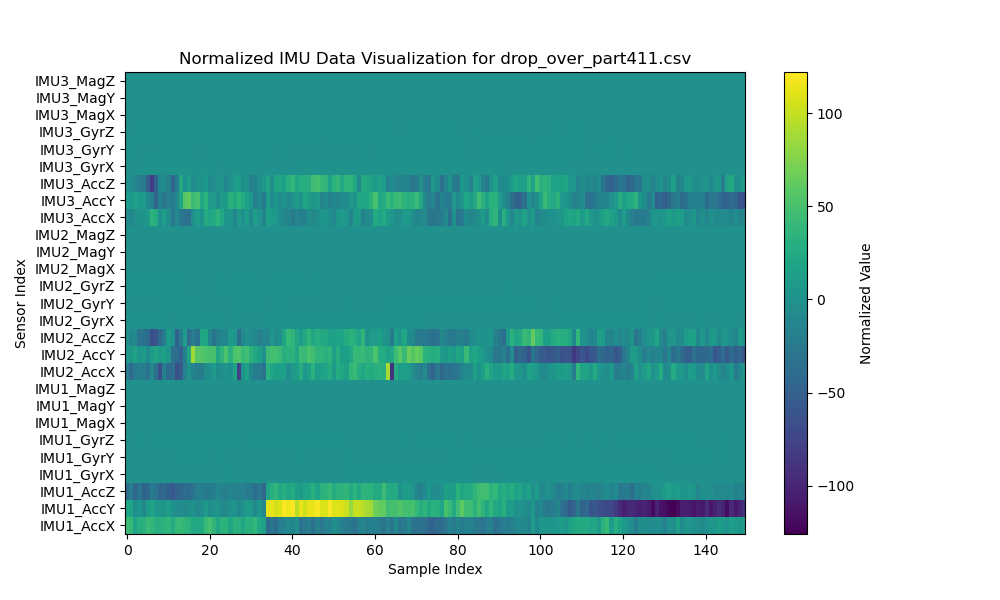 Normalized IMU Data Visualization for drop_over_part411.csv
IMU3_MagZ
IMU3_MagY
IMU3_MagX
IMU3_GyrZ
IMU3_GyrY
IMU3_GyrX
IMU3_AccZ
IMU3_AccY
IMU3_AccX
IMU2_MagZ
IMU2_MagY
IMU2_MagX
IMU2_GyrZ
IMU2_GyrY
IMU2_GyrX
IMU2_AccZ
IMU2_AccY
IMU2_AccX
IMU1_MagZ
IMU1_MagY
IMU1_MagX
IMU1_GyrZ
IMU1_GyrY
IMU1_GyrX
IMU1_AccZ
IMU1_AccY
IMU1_AccX
Sensor Index
0 20 40 60 80 100 120 140
Sample Index
100
50
0
−50
−100
Normalized Value